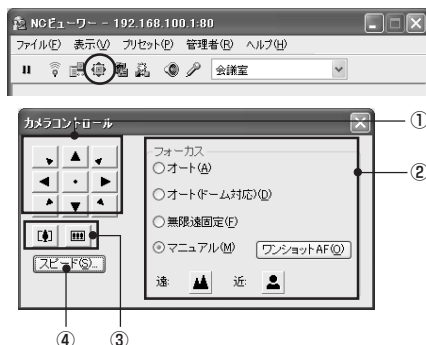 NCビューワー - 192.168.100.1:80
ファイル(F) 表示(V) プリセット(P) 管理者(R) ヘルプ(H)
会議室
カメラコントロール
①
フォーカス
②
オート(A)
オート(ドーム対応)(D)
無限遠固定(F)
マニュアル(M) ワンショットAF(O)
スピード(S)...
遠: 近:
④ ③